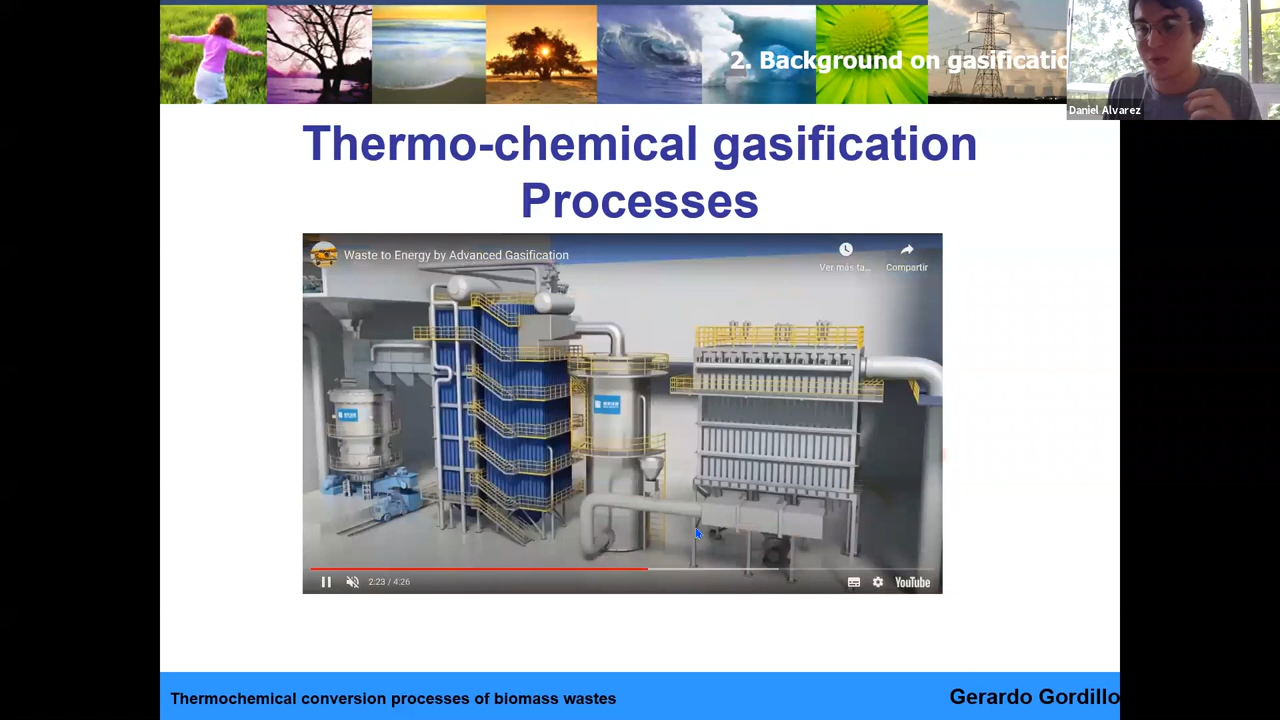 2. Background on gasificatio
Daniel Alvarez
Thermo-chemical gasification
Processes
Waste to Energy by Advanced Gasification
Ver más ta...
Compartir
2:23 / 4:26
YouTube
Thermochemical conversion processes of biomass wastes
Gerardo Gordillo